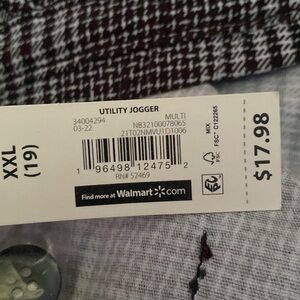 UTILITY JOGGER
34004294 MULTI
03-22 NB32100078065
21T02NMVU1D1006
1 96498 12475 2
RN# 52469
Find more at Walmart.com
XXL
(19)
MIX
FSC
FSC® C122265
$17.98